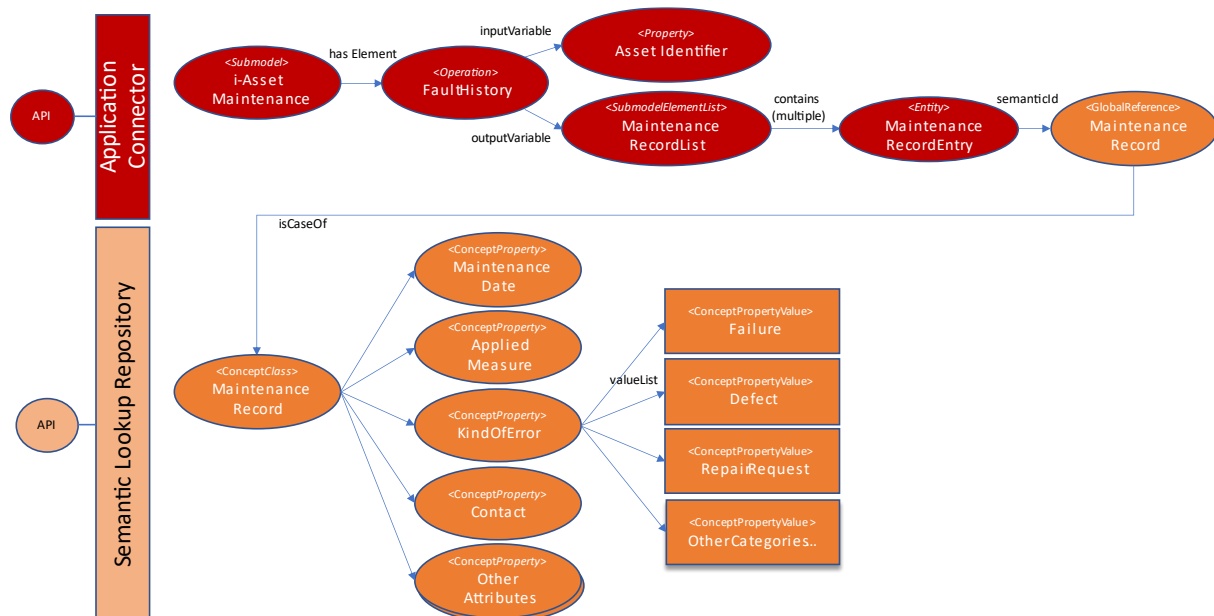 API
Application
Connector
<Submodel>
i-Asset
Maintenance
has Element
<Operation>
FaultHistory
inputVariable
<Property>
Asset Identifier
outputVariable
<SubmodelElementList>
Maintenance
RecordList
contains
(multiple)
<Entity>
Maintenance
RecordEntry
semanticId
<GlobalReference>
Maintenance
Record
isCaseOf
API
Semantic Lookup Repository
<ConceptClass>
Maintenance
Record
<ConceptProperty>
Maintenance
Date
<ConceptProperty>
Applied
Measure
<ConceptProperty>
KindOfError
<ConceptProperty>
Contact
<ConceptProperty>
Other
Attributes
valueList
<ConceptPropertyValue>
Failure
<ConceptPropertyValue>
Defect
<ConceptPropertyValue>
RepairRequest
<ConceptPropertyValue>
OtherCategories...